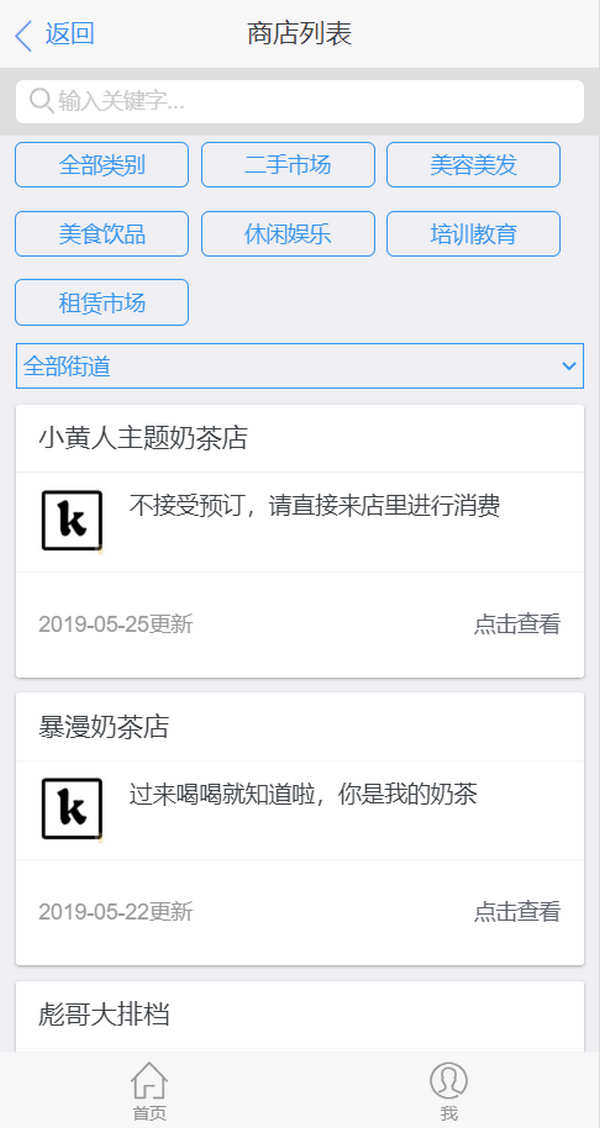 返回
商店列表
输入关键字...
全部类别 二手市场 美容美发
美食饮品 休闲娱乐 培训教育
租赁市场
全部街道
小黄人主题奶茶店
k
不接受预订，请直接来店里进行消费
2019-05-25更新 点击查看
暴漫奶茶店
k
过来喝喝就知道啦，你是我的奶茶
2019-05-22更新 点击查看
彪哥大排档
首页 我